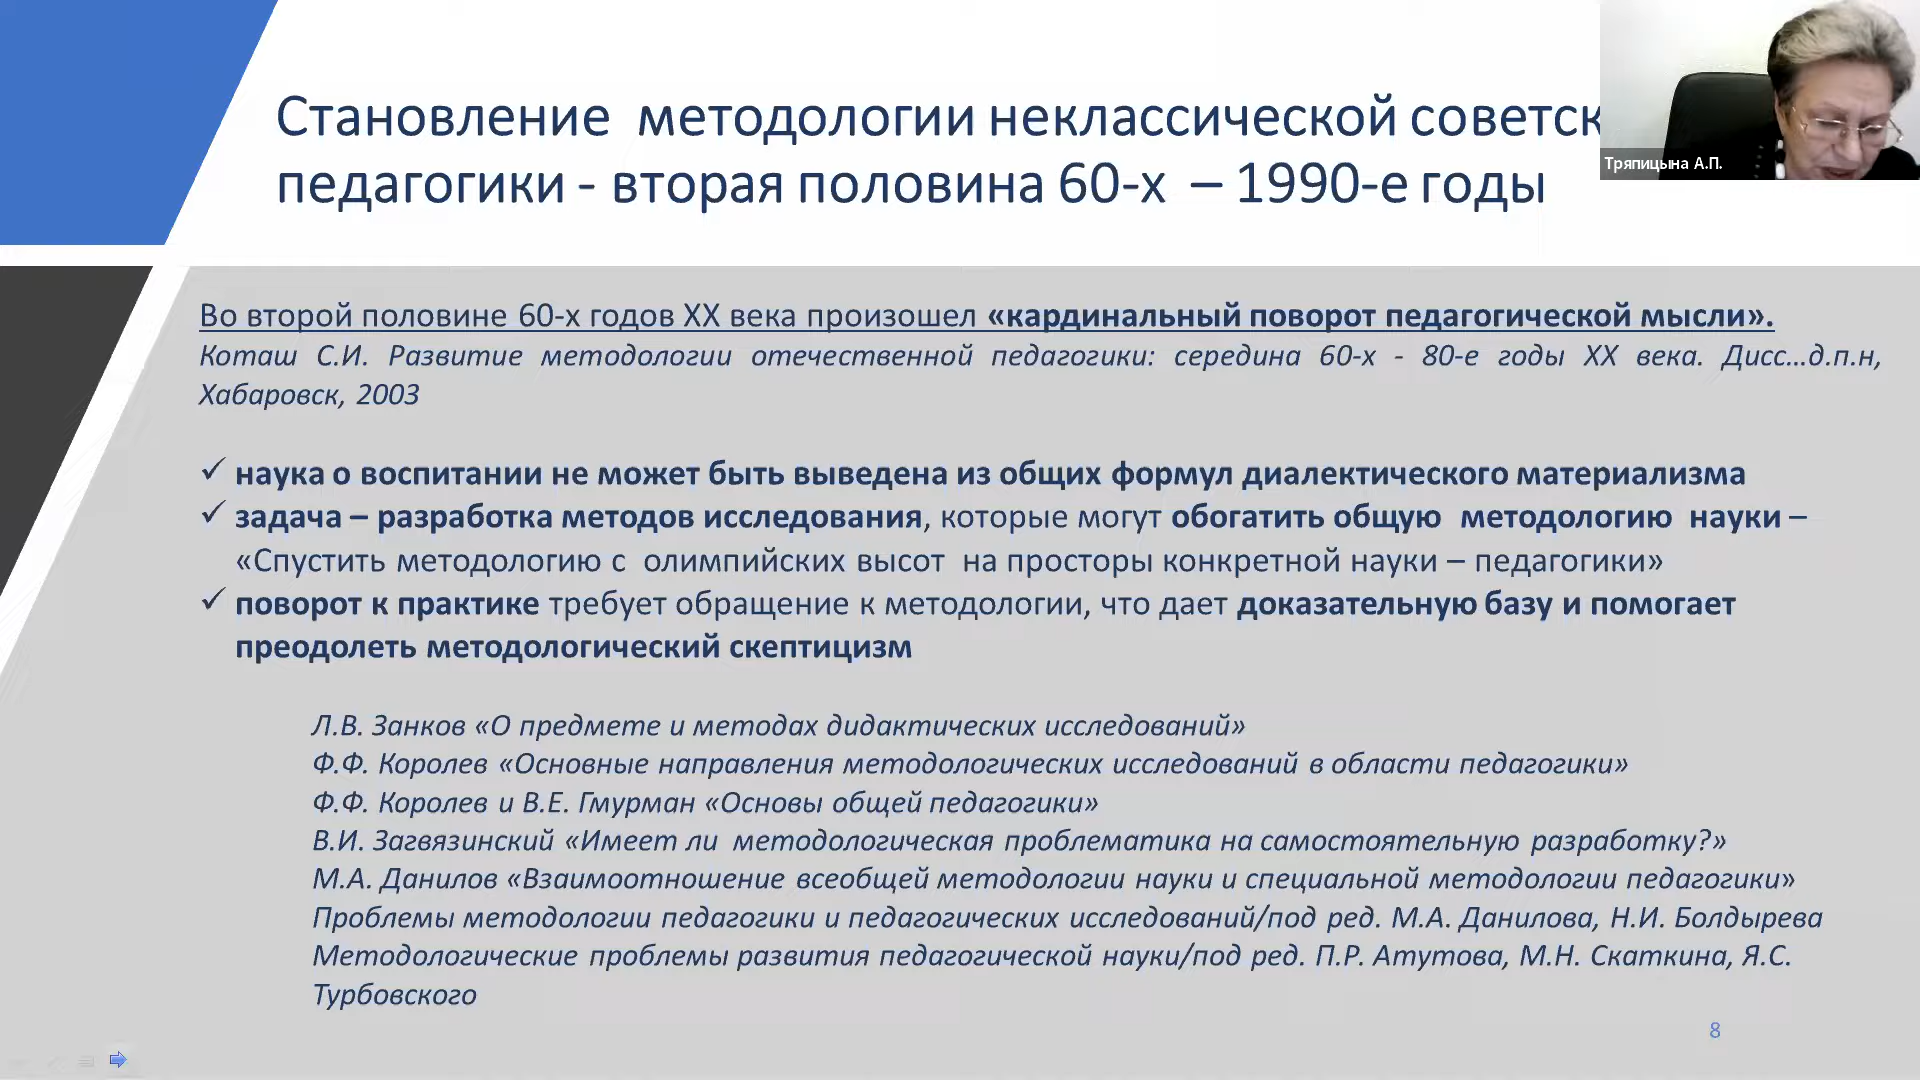 Становление методологии неклассической советск
педагогики - вторая половина 60-х – 1990-е годы
Тряпицына А.П.
Во второй половине 60-х годов XX века произошел «кардинальный поворот педагогической мысли».
Коташ С.И. Развитие методологии отечественной педагогики: середина 60-х - 80-е годы XX века. Дисс…д.п.н,
Хабаровск, 2003
✓ наука о воспитании не может быть выведена из общих формул диалектического материализма
✓ задача – разработка методов исследования, которые могут обогатить общую методологию науки –
«Спустить методологию с олимпийских высот на просторы конкретной науки – педагогики»
✓ поворот к практике требует обращение к методологии, что дает доказательную базу и помогает
преодолеть методологический скептицизм
Л.В. Занков «О предмете и методах дидактических исследований»
Ф.Ф. Королев «Основные направления методологических исследований в области педагогики»
Ф.Ф. Королев и В.Е. Гмурман «Основы общей педагогики»
В.И. Загвязинский «Имеет ли методологическая проблематика на самостоятельную разработку?»
М.А. Данилов «Взаимоотношение всеобщей методологии науки и специальной методологии педагогики»
Проблемы методологии педагогики и педагогических исследований/под ред. М.А. Данилова, Н.И. Болдырева
Методологические проблемы развития педагогической науки/под ред. П.Р. Атутова, М.Н. Скаткина, Я.С.
Турбовского
8